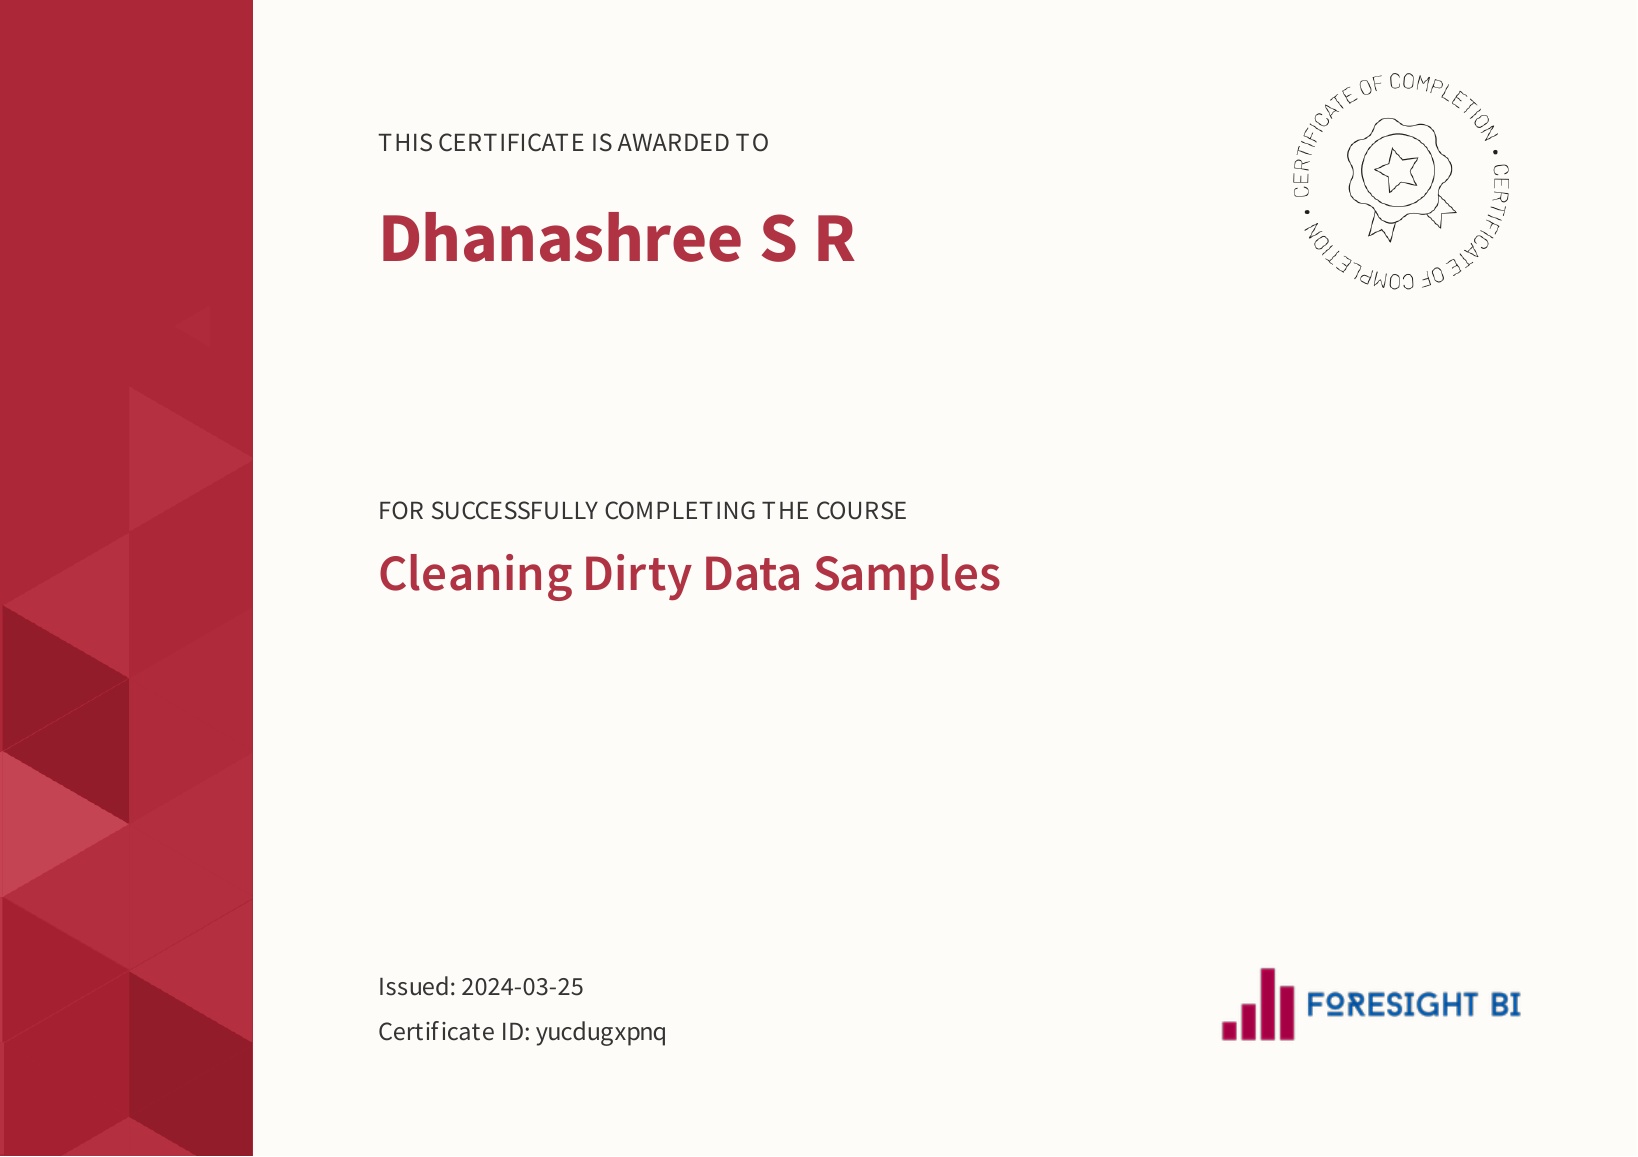 THIS CERTIFICATE IS AWARDED TO
CERTIFICATE OF COMPLETION • CERTIFICATE OF COMPLETION •
Dhanashree S R
FOR SUCCESSFULLY COMPLETING THE COURSE
Cleaning Dirty Data Samples
Issued: 2024-03-25
Certificate ID: yucdugxpnq
FORESIGHT BI